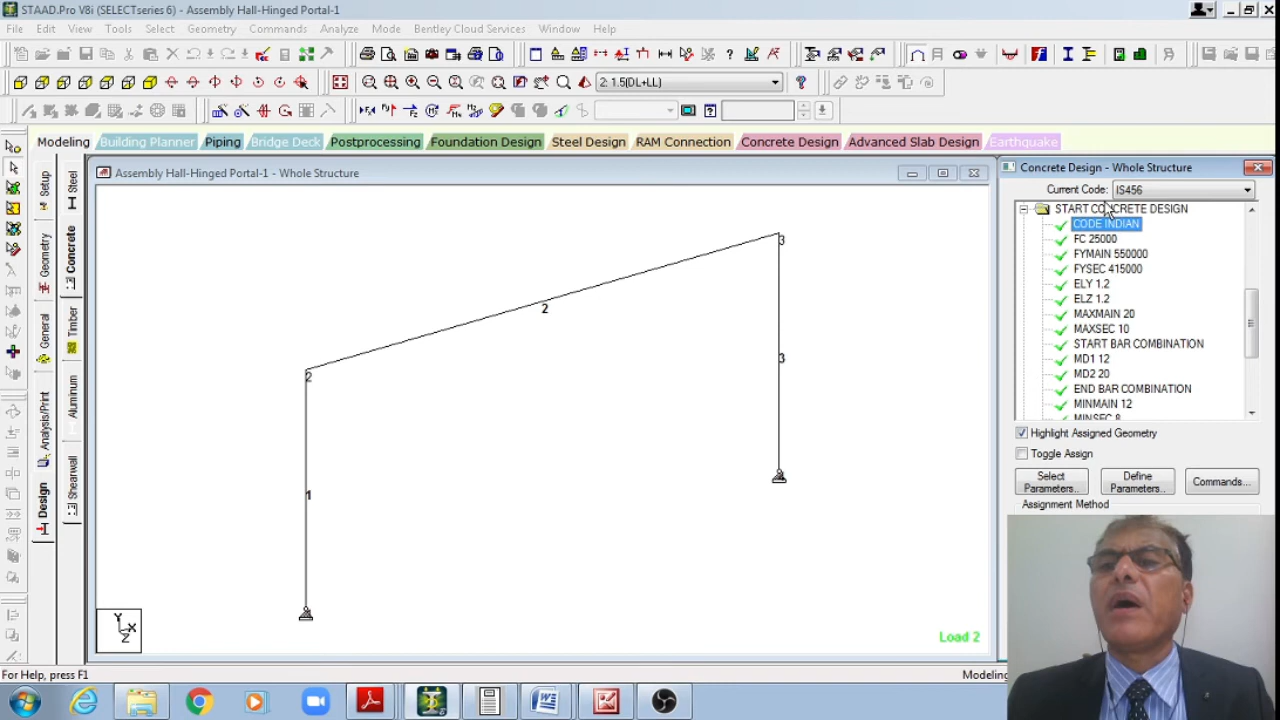 STAAD.Pro V8i (SELECTseries 6) - Assembly Hall-Hinged Portal-1
File Edit View Tools Select Geometry Commands Analyze Mode Bentley Cloud Services Window Help
2: 1.5(DL+LL)
Modeling Building Planner Piping Bridge Deck Postprocessing Foundation Design Steel Design RAM Connection Concrete Design Advanced Slab Design Earthquake
Setup
Geometry
General
Analysis/Print
Design
Steel
Concrete
Timber
Aluminum
Shearwall
Assembly Hall-Hinged Portal-1 - Whole Structure
3
2
2
3
1
Y
X
Z
Load 2
Concrete Design - Whole Structure
Current Code: IS456
START CONCRETE DESIGN
CODE INDIAN
FC 25000
FYMAIN 550000
FYSEC 415000
ELY 1.2
ELZ 1.2
MAXMAIN 20
MAXSEC 10
START BAR COMBINATION
MD1 12
MD2 20
END BAR COMBINATION
MINMAIN 12
MINSEC 8
Highlight Assigned Geometry
Toggle Assign
Select Parameters..
Define Parameters..
Commands...
Assignment Method
For Help, press F1
Modeling